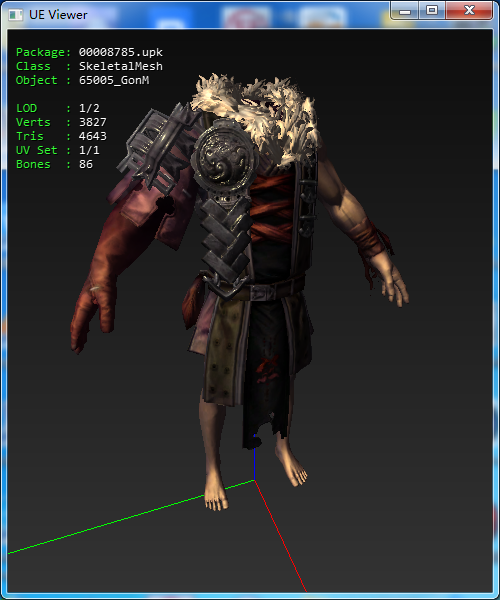 UE Viewer
Package: 00008785.upk
Class : SkeletalMesh
Object : 65005_GonM
LOD : 1/2
Verts : 3827
Tris : 4643
UV Set : 1/1
Bones : 86